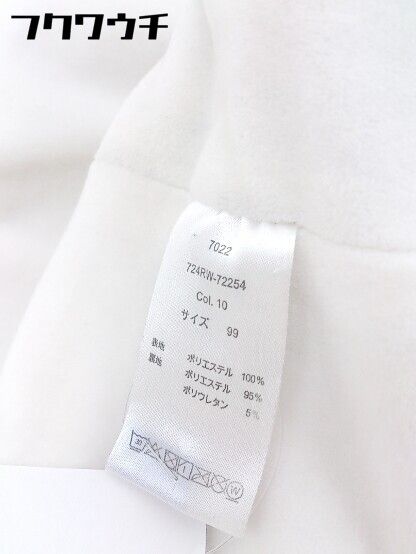 フクワウチ
7022
724RW-72254
Col. 10
サイズ 99
表地 ポリエステル 100%
裏地 ポリエステル 95%
ポリウレタン 5%